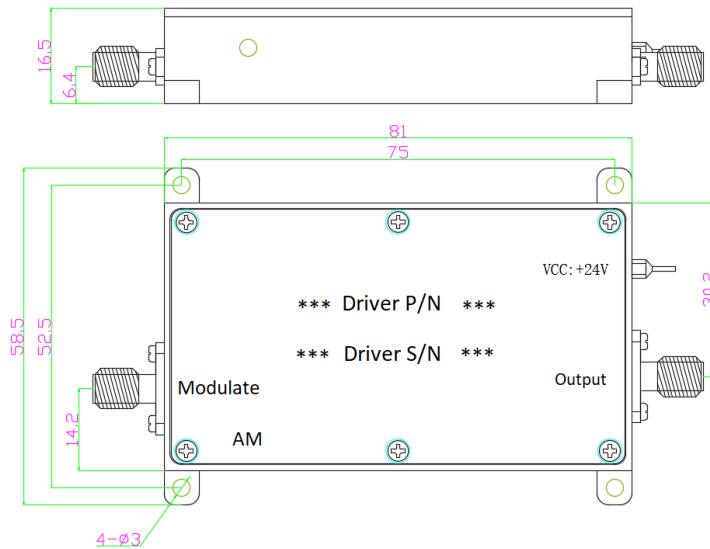 16.5
6.4
81
75
VCC:+24V
*** Driver P/N ***
*** Driver S/N ***
58.5
52.5
Modulate
Output
14.2
AM
4-ø3